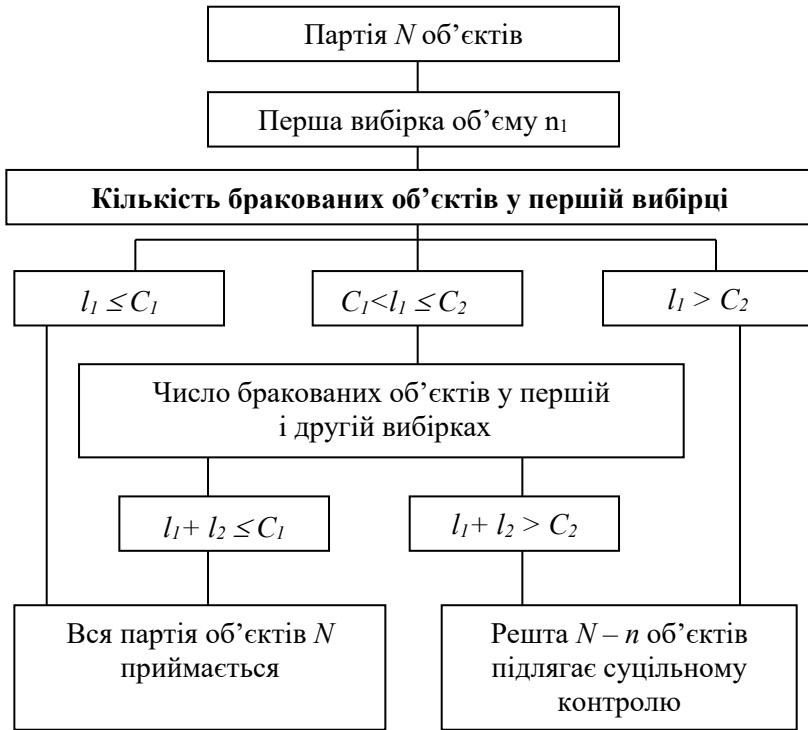 Партія N об’єктів
Перша вибірка об’єму n₁
Кількість бракованих об’єктів у першій вибірці
l₁ ≤ C₁
C₁<l₁ ≤ C₂
l₁ > C₂
Число бракованих об’єктів у першій
і другій вибірках
l₁+ l₂ ≤ C₁
l₁+ l₂ > C₂
Вся партія об’єктів N
приймається
Решта N – n об’єктів
підлягає суцільному
контролю